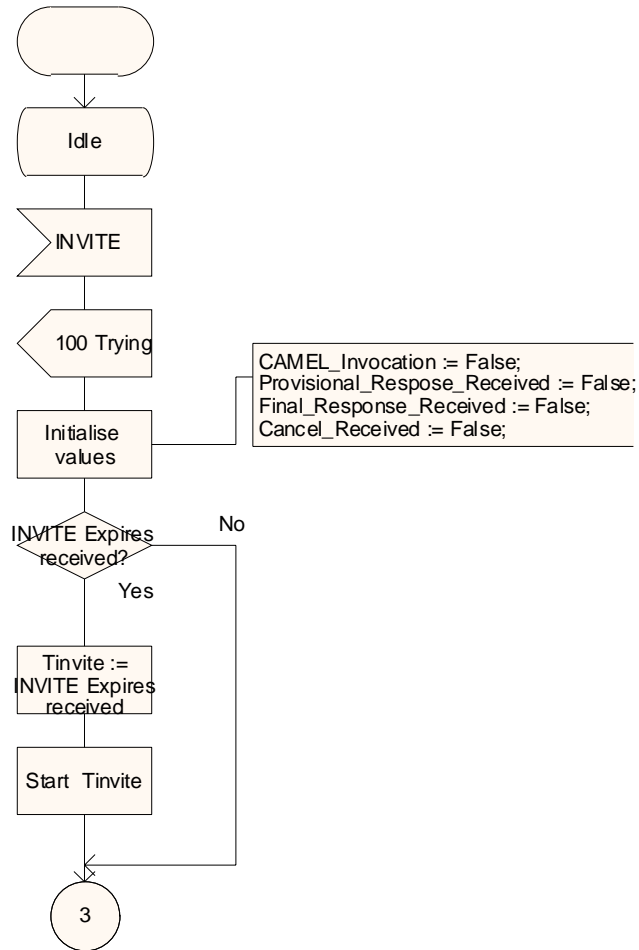 Idle
INVITE
100 Trying
CAMEL_Invocation := False;
Provisional_Respose_Received := False;
Final_Response_Received := False;
Cancel_Received := False;
Initialise
values
INVITE Expires
received?
No
Yes
Tinvite :=
INVITE Expires
received
Start Tinvite
3